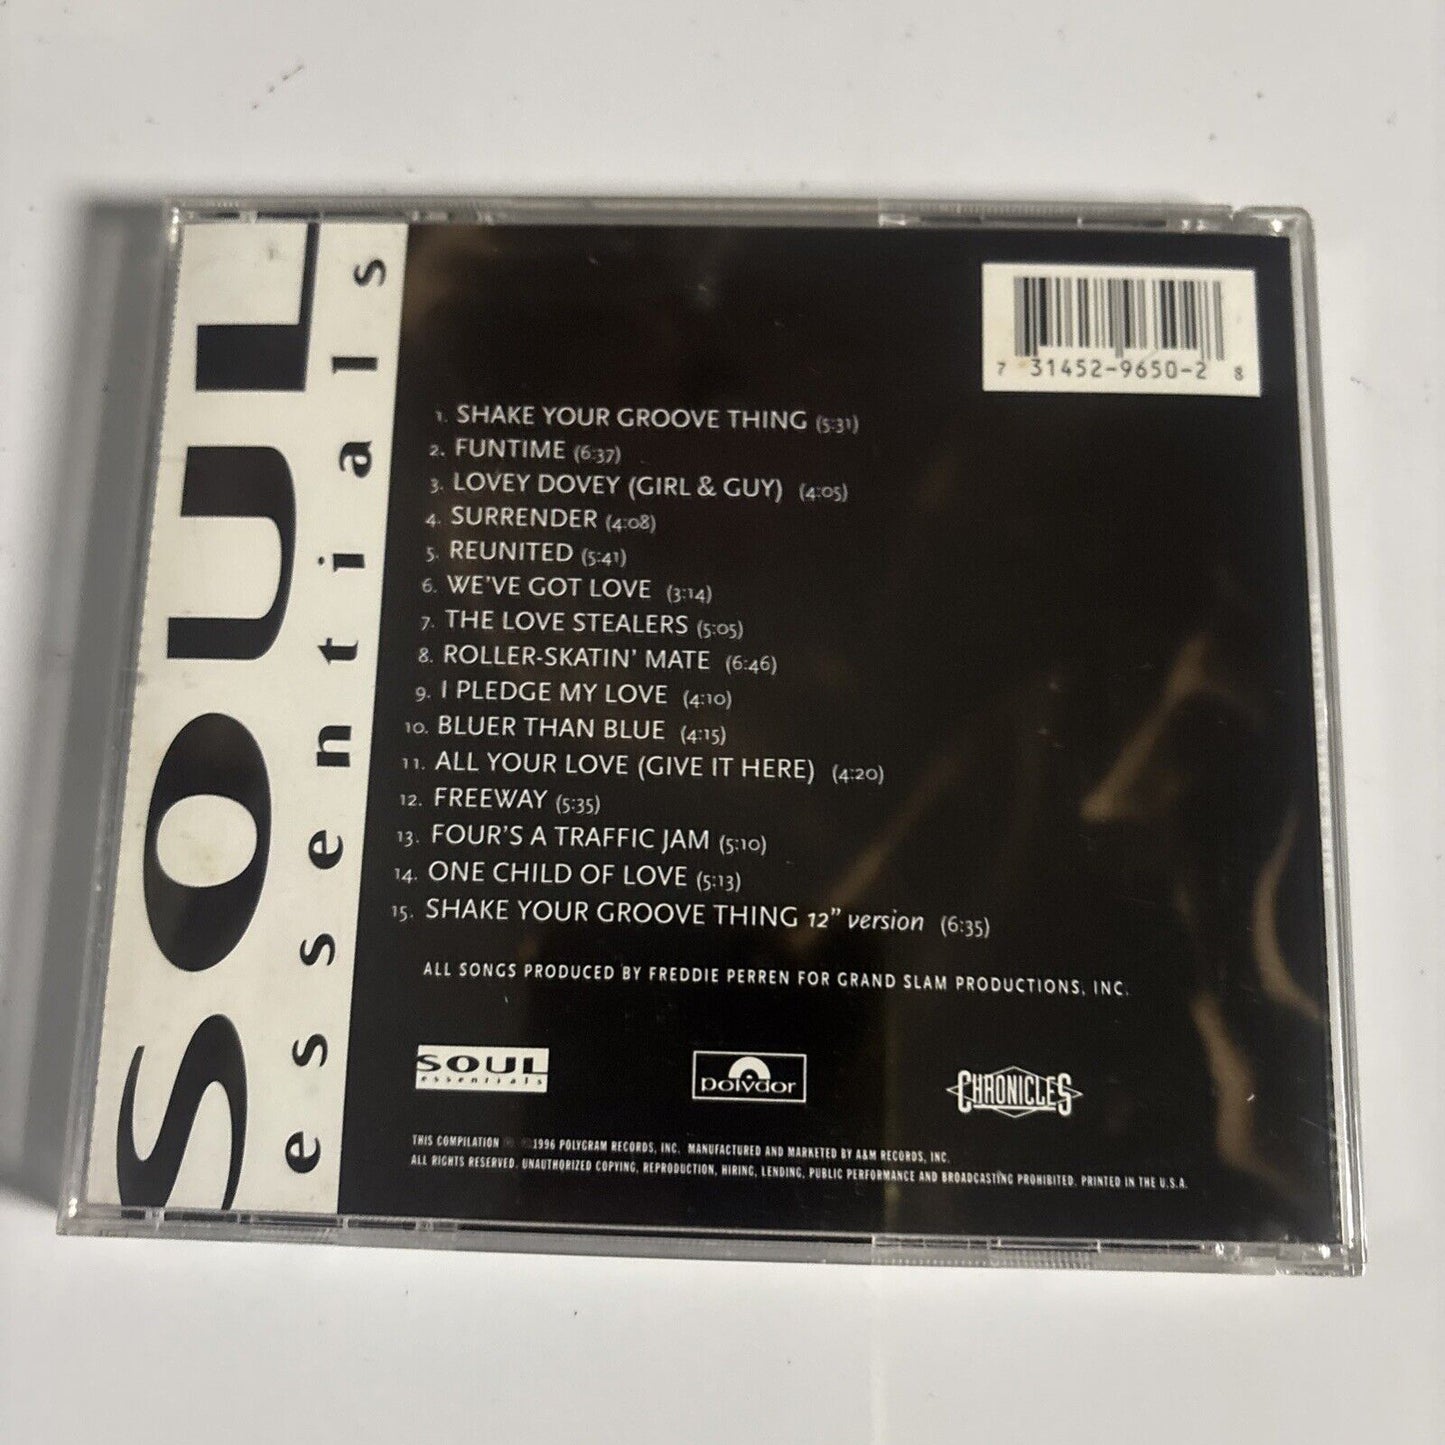 SOUL
essentials
7 31452-9650-2 8
1. SHAKE YOUR GROOVE THING (5:31)
2. FUNTIME (6:37)
3. LOVEY DOVEY (GIRL & GUY) (4:05)
4. SURRENDER (4:08)
5. REUNITED (5:41)
6. WE'VE GOT LOVE (3:14)
7. THE LOVE STEALERS (5:05)
8. ROLLER-SKATIN' MATE (6:46)
9. I PLEDGE MY LOVE (4:10)
10. BLUER THAN BLUE (4:15)
11. ALL YOUR LOVE (GIVE IT HERE) (4:20)
12. FREEWAY (5:35)
13. FOUR'S A TRAFFIC JAM (5:10)
14. ONE CHILD OF LOVE (5:13)
15. SHAKE YOUR GROOVE THING 12” version (6:35)
ALL SONGS PRODUCED BY FREDDIE PERREN FOR GRAND SLAM PRODUCTIONS, INC.
SOUL
essentials
polydor
CHRONICLES
THIS COMPILATION ℗ ©1996 POLYGRAM RECORDS, INC. MANUFACTURED AND MARKETED BY A&M RECORDS, INC.
ALL RIGHTS RESERVED. UNAUTHORIZED COPYING, REPRODUCTION, HIRING, LENDING, PUBLIC PERFORMANCE AND BROADCASTING PROHIBITED. PRINTED IN THE U.S.A.